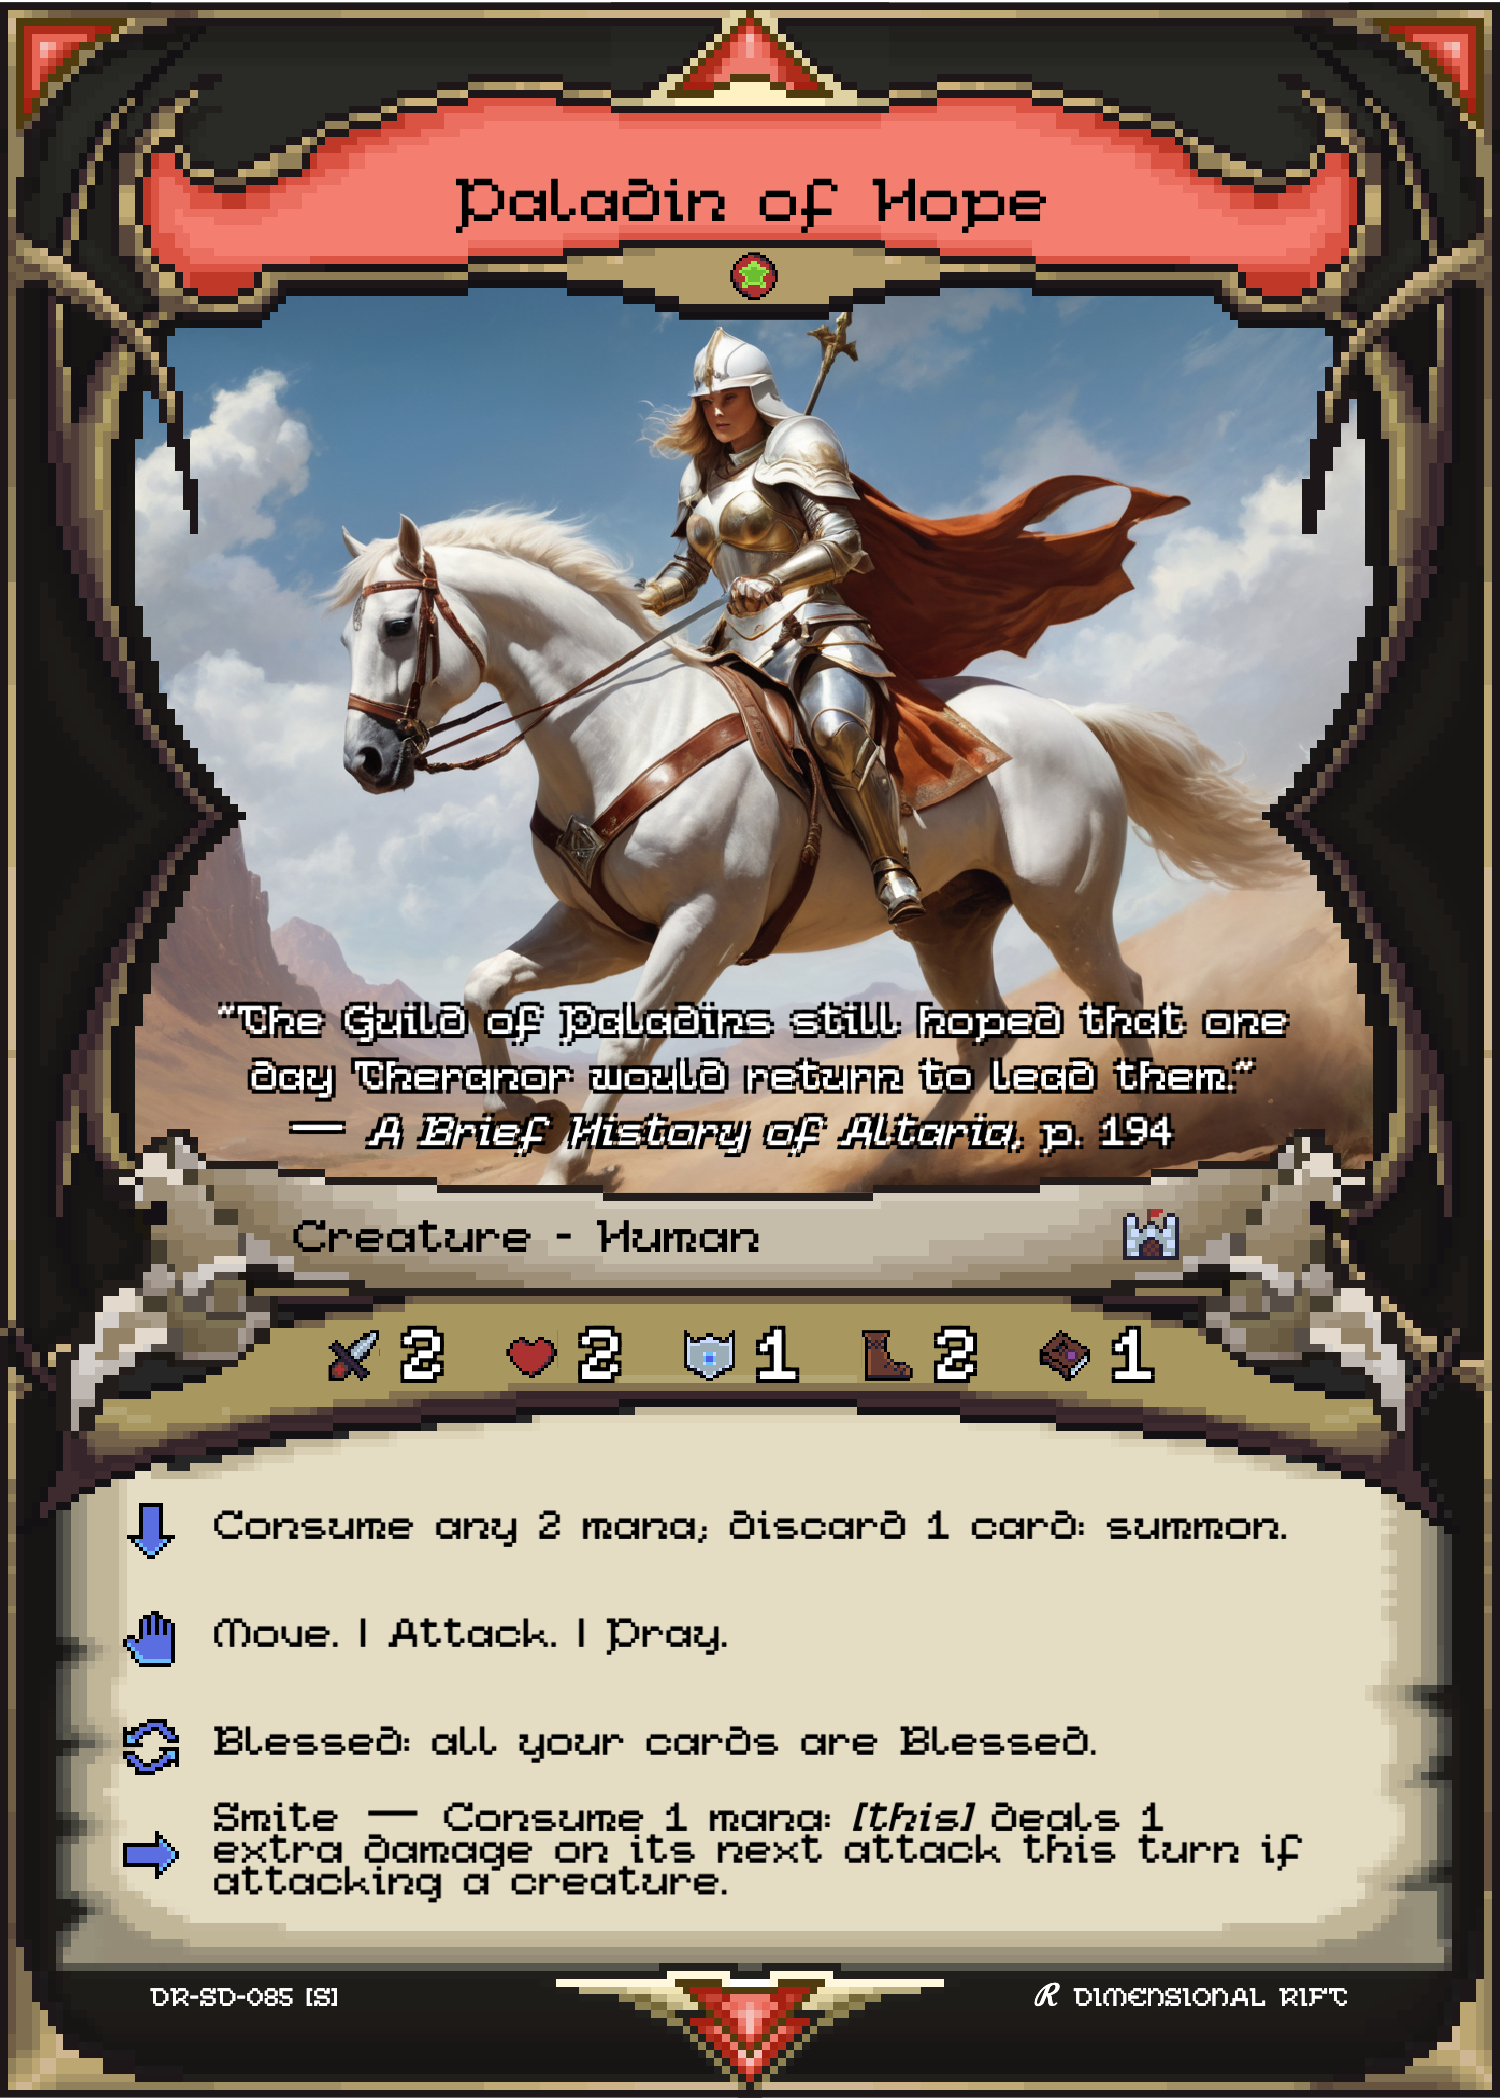 Paladin of Hope
"The Guild of Paladins still hoped that one
day Theranor would return to lead them."
— A Brief History of Altaria, p. 194
Creature - Human
2 2 1 2 1
Consume any 2 mana; discard 1 card: summon.
Move. | Attack. | Pray.
Blessed: all your cards are Blessed.
Smite — Consume 1 mana: [this] deals 1
extra damage on its next attack this turn if
attacking a creature.
DR-SD-085 [S]
R DIMENSIONAL RIFT